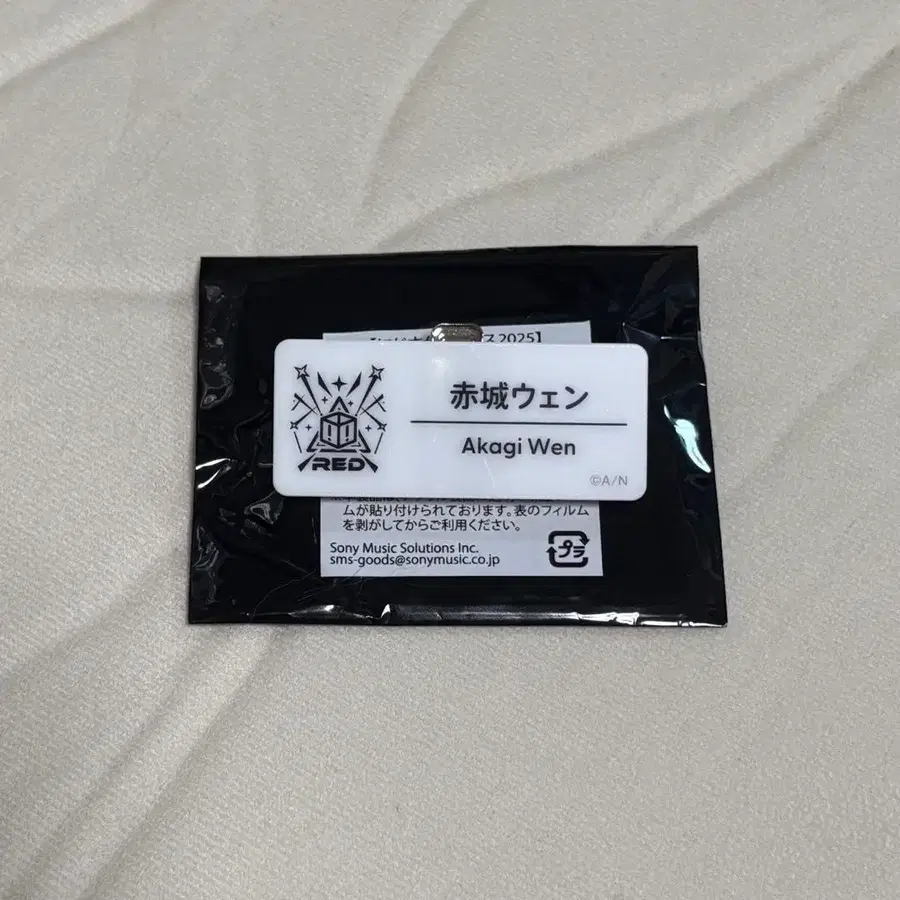 2025】
赤城ウェン
Akagi Wen
RED
©A/N
ムが貼り付けられております。表のフィルム
を剥がしてからご利用ください。
Sony Music Solutions Inc.
sms-goods@sonymusic.co.jp
プラ